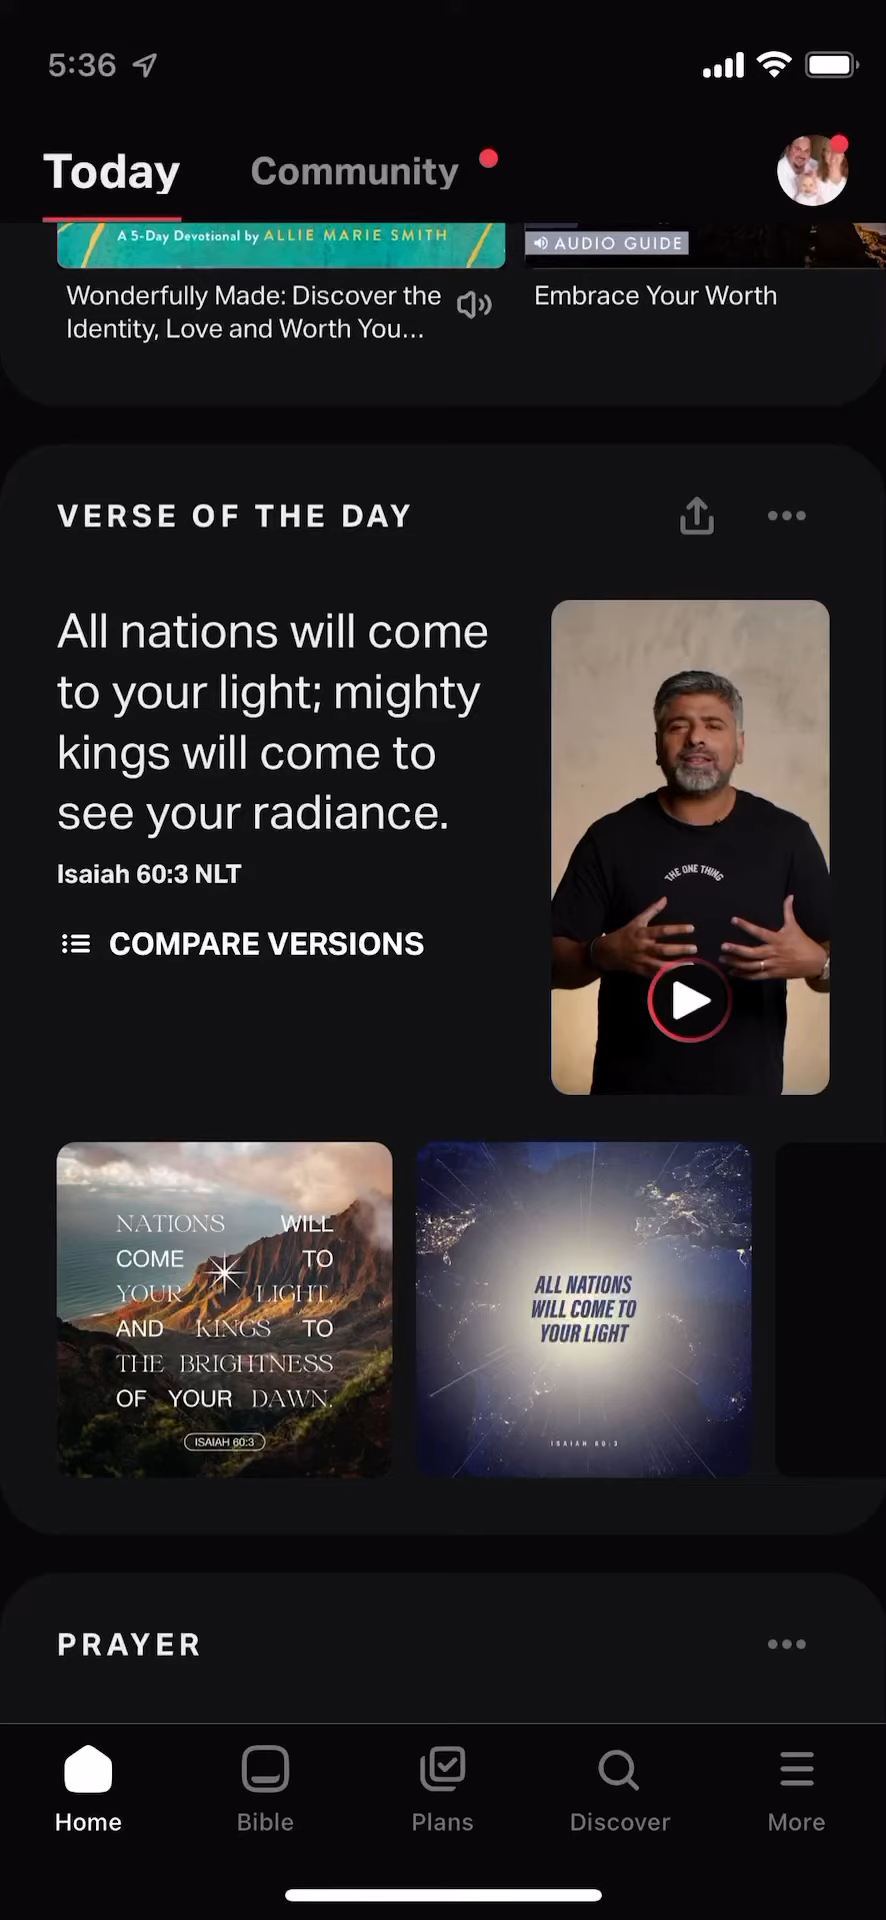 5:36
Today
Community
A 5-Day Devotional by ALLIE MARIE SMITH
AUDIO GUIDE
Wonderfully Made: Discover the
Identity, Love and Worth You...
Embrace Your Worth
VERSE OF THE DAY
All nations will come
to your light; mighty
kings will come to
see your radiance.
Isaiah 60:3 NLT
COMPARE VERSIONS
THE ONE THING
NATIONS WILL
COME TO
YOUR LIGHT,
AND KINGS TO
THE BRIGHTNESS
OF YOUR DAWN.
ISAIAH 60:3
ALL NATIONS
WILL COME TO
YOUR LIGHT
ISAIAH 60:3
PRAYER
Home
Bible
Plans
Discover
More